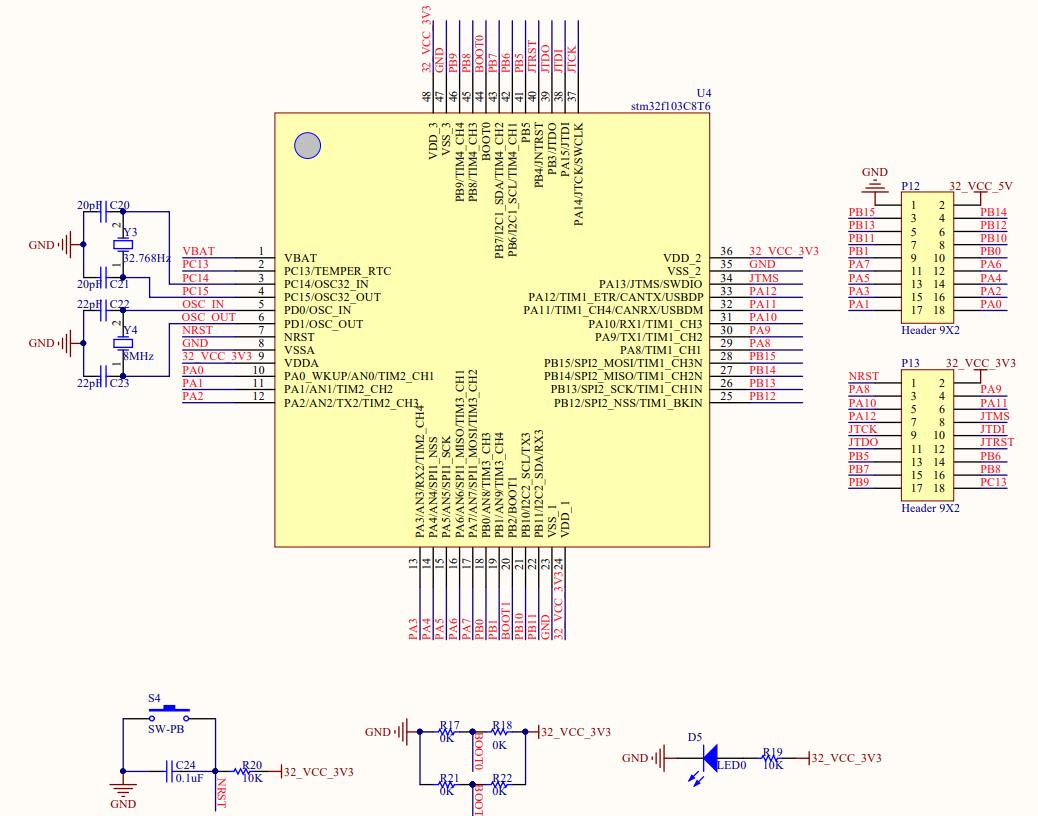 32_VCC_3V3
GND
PB9
PB8
BOOT0
PB7
PB6
PB5
JTRST
JTDO
JTDI
JTCK
48
47
46
45
44
43
42
41
40
39
38
37
U4
stm32f103C8T6
VDD_3
VSS_3
PB9/TIM4_CH4
PB8/TIM4_CH3
BOOT0
PB7/I2C1_SDA/TIM4_CH2
PB6/I2C1_SCL/TIM4_CH1
PB5
PB4/JNTRST
PB3/JTDO
PA15/JTDI
PA14/JTCK/SWCLK
20pF C20
2
Y3
GND
32.768Hz
1
20pF C21
22pF C22
2
Y4
GND
8MHz
1
22pF C23
VBAT 1 VBAT
PC13 2 PC13/TEMPER_RTC
PC14 3 PC14/OSC32_IN
PC15 4 PC15/OSC32_OUT
OSC_IN 5 PD0/OSC_IN
OSC_OUT 6 PD1/OSC_OUT
NRST 7 NRST
GND 8 VSSA
32_VCC_3V3 9 VDDA
PA0 10 PA0_WKUP/AN0/TIM2_CH1
PA1 11 PA1/AN1/TIM2_CH2
PA2 12 PA2/AN2/TX2/TIM2_CH3
VDD_2 36 32_VCC_3V3
VSS_2 35 GND
PA13/JTMS/SWDIO 34 JTMS
PA12/TIM1_ETR/CANTX/USBDP 33 PA12
PA11/TIM1_CH4/CANRX/USBDM 32 PA11
PA10/RX1/TIM1_CH3 31 PA10
PA9/TX1/TIM1_CH2 30 PA9
PA8/TIM1_CH1 29 PA8
PB15/SPI2_MOSI/TIM1_CH3N 28 PB15
PB14/SPI2_MISO/TIM1_CH2N 27 PB14
PB13/SPI2_SCK/TIM1_CH1N 26 PB13
PB12/SPI2_NSS/TIM1_BKIN 25 PB12
PA3/AN3/RX2/TIM2_CH4
PA4/AN4/SPI1_NSS
PA5/AN5/SPI1_SCK
PA6/AN6/SPI1_MISO/TIM3_CH1
PA7/AN7/SPI1_MOSI/TIM3_CH2
PB0/AN8/TIM3_CH3
PB1/AN9/TIM3_CH4
PB2/BOOT1
PB10/I2C2_SCL/TX3
PB11/I2C2_SDA/RX3
VSS_1
VDD_1
13
14
15
16
17
18
19
20
21
22
23
24
PA3
PA4
PA5
PA6
PA7
PB0
PB1
BOOT1
PB10
PB11
GND
32_VCC_3V3
GND
P12 32_VCC_5V
1 2
PB15 3 4 PB14
PB13 5 6 PB12
PB11 7 8 PB10
PB1 9 10 PB0
PA7 11 12 PA6
PA5 13 14 PA4
PA3 15 16 PA2
PA1 17 18 PA0
Header 9X2
P13 32_VCC_3V3
NRST 1 2
PA8 3 4 PA9
PA10 5 6 PA11
PA12 7 8 JTMS
JTCK 9 10 JTDI
JTDO 11 12 JTRST
PB5 13 14 PB6
PB7 15 16 PB8
PB9 17 18 PC13
Header 9X2
S4
SW-PB
C24
0.1uF
R20
10K
32_VCC_3V3
NRST
GND
GND
R17
0K
R18
0K
32_VCC_3V3
BOOT0
R21
0K
R22
0K
BOOT
D5
GND
LED0
R19
10K
32_VCC_3V3